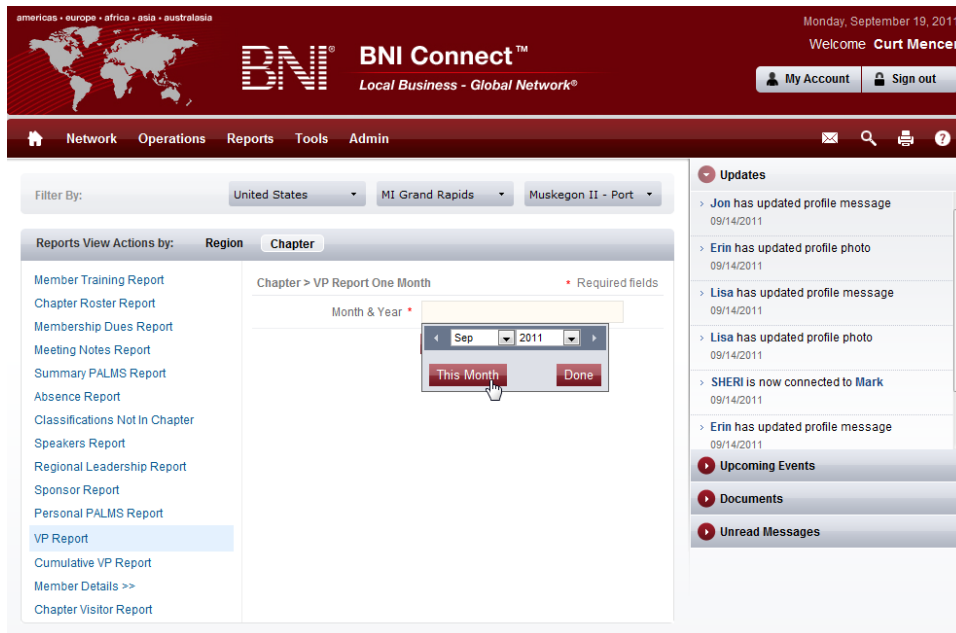 americas • europe • africa • asia • australasia
Monday, September 19, 2011
Welcome Curt Mencer
BNI® BNI Connect™
Local Business - Global Network®
My Account Sign out
Network Operations Reports Tools Admin
Filter By: United States MI Grand Rapids Muskegon II - Port
Reports View Actions by: Region Chapter
Member Training Report
Chapter Roster Report
Membership Dues Report
Meeting Notes Report
Summary PALMS Report
Absence Report
Classifications Not In Chapter
Speakers Report
Regional Leadership Report
Sponsor Report
Personal PALMS Report
VP Report
Cumulative VP Report
Member Details >>
Chapter Visitor Report
Chapter > VP Report One Month * Required fields
Month & Year *
Sep 2011
This Month Done
Updates
Jon has updated profile message
09/14/2011
Erin has updated profile photo
09/14/2011
Lisa has updated profile message
09/14/2011
Lisa has updated profile photo
09/14/2011
SHERI is now connected to Mark
09/14/2011
Erin has updated profile message
09/14/2011
Upcoming Events
Documents
Unread Messages